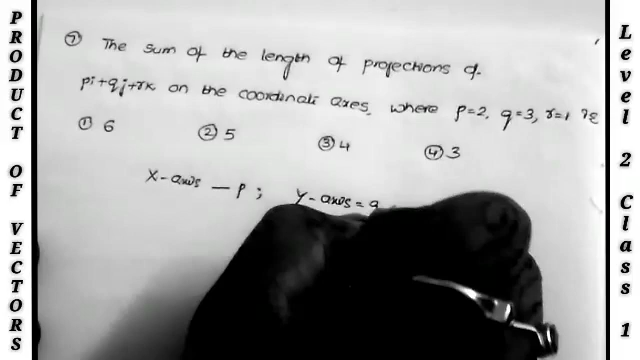 PRODUCT OF VECTORS
⑦ The sum of the length of projections of
pi+qj+rk on the coordinate axes, where p=2, q=3, r=1 is
① 6 ② 5 ③ 4 ④ 3
X-axis — p ; Y-axis = q
Level 2 Class 1